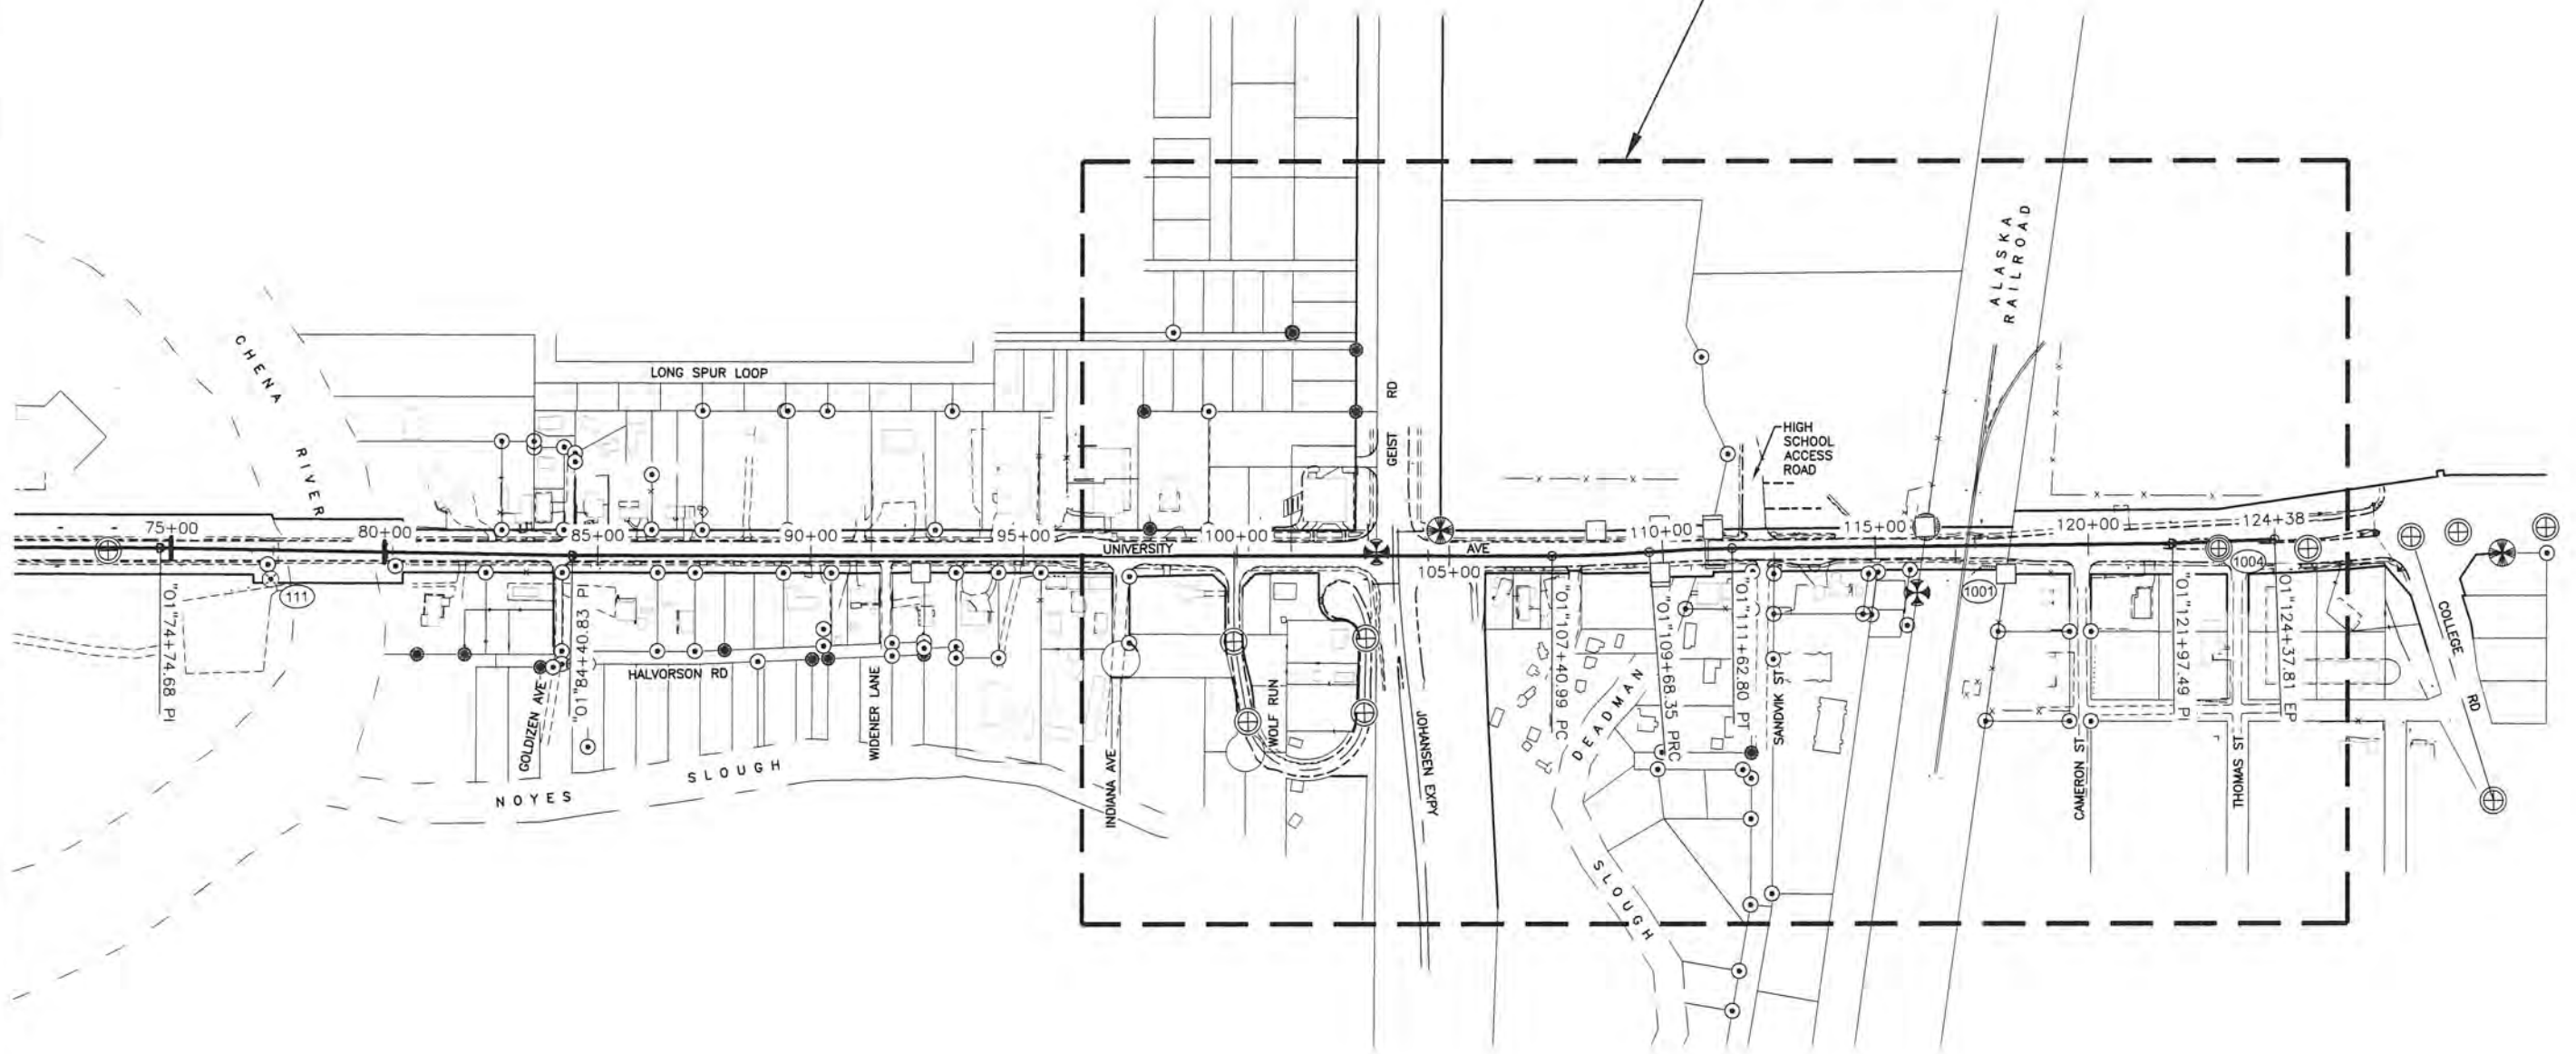 ALASKA
RAILROAD
CHENA
RIVER
LONG SPUR LOOP
GEIST RD
HIGH
SCHOOL
ACCESS
ROAD
75+00
80+00
85+00
90+00
95+00
100+00
110+00
115+00
120+00
124+38
UNIVERSITY AVE
105+00
111
1001
1004
"01"74+74.68 PI
"01"84+40.83 PI
"01"107+40.99 PC
"01"109+68.35 PRC
"01"111+62.80 PT
"01"121+97.49 PI
"01"124+37.81 EP
HALVORSON RD
GOLDIZEN AVE
WIDENER LANE
INDIANA AVE
WOLF RUN
JOHANSEN EXPY
DEADMAN
SLOUGH
SANDVIK ST
CAMERON ST
THOMAS ST
COLLEGE RD
NOYES SLOUGH